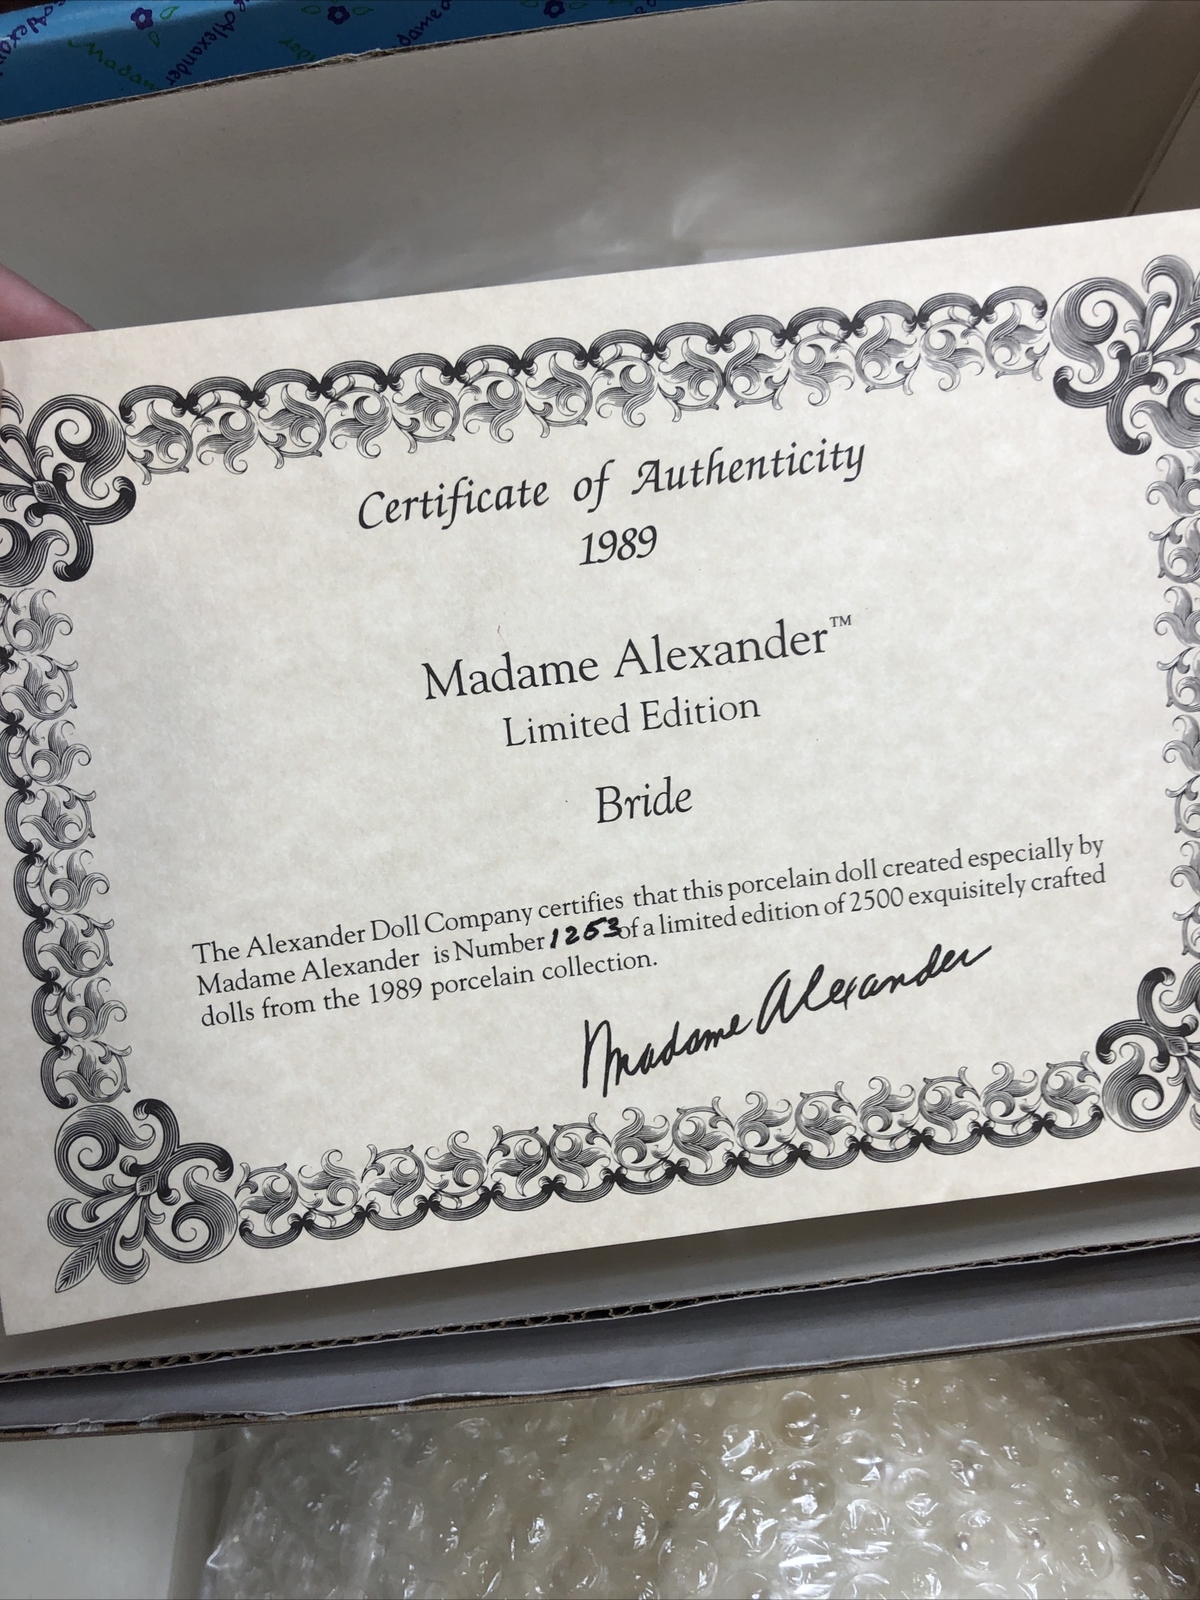 Madame
Alexander
Certificate of Authenticity
1989
Madame Alexander™
Limited Edition
Bride
The Alexander Doll Company certifies that this porcelain doll created especially by
Madame Alexander is Number 1253 of a limited edition of 2500 exquisitely crafted
dolls from the 1989 porcelain collection.
Madame Alexander